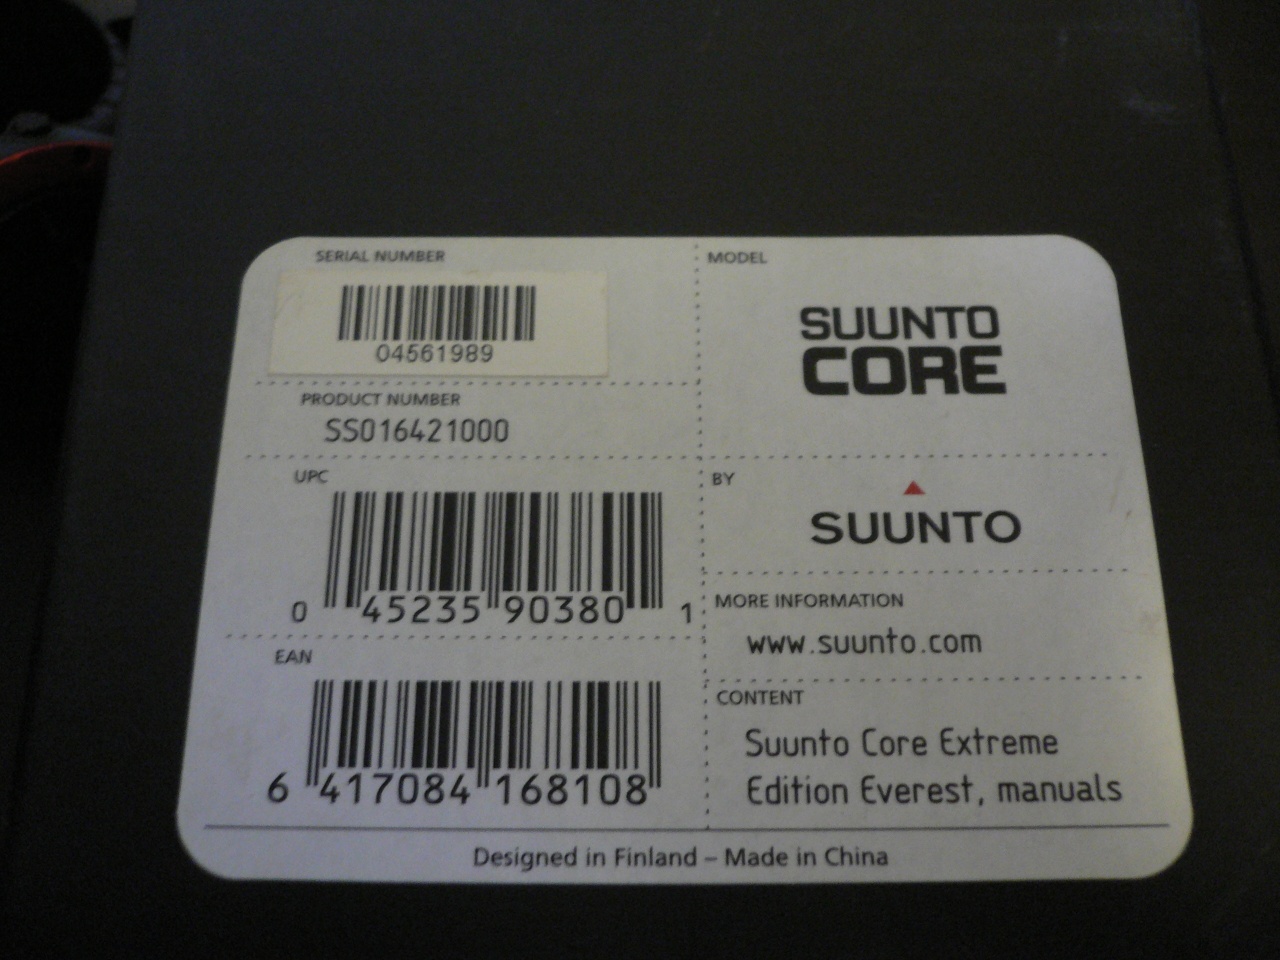 SERIAL NUMBER
04561989
PRODUCT NUMBER
SS016421000
UPC
0 45235 90380 1
EAN
6 417084 168108
MODEL
SUUNTO
CORE
BY
SUUNTO
MORE INFORMATION
www.suunto.com
CONTENT
Suunto Core Extreme
Edition Everest, manuals
Designed in Finland – Made in China